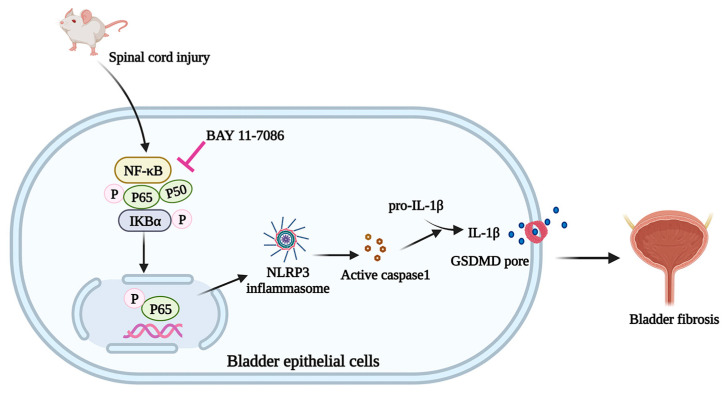 Spinal cord injury
BAY 11-7086
NF-κB
P
P65
P50
IKBα
P
pro-IL-1β
IL-1β
NLRP3
inflammasome
Active caspase1
GSDMD pore
P
P65
Bladder fibrosis
Bladder epithelial cells